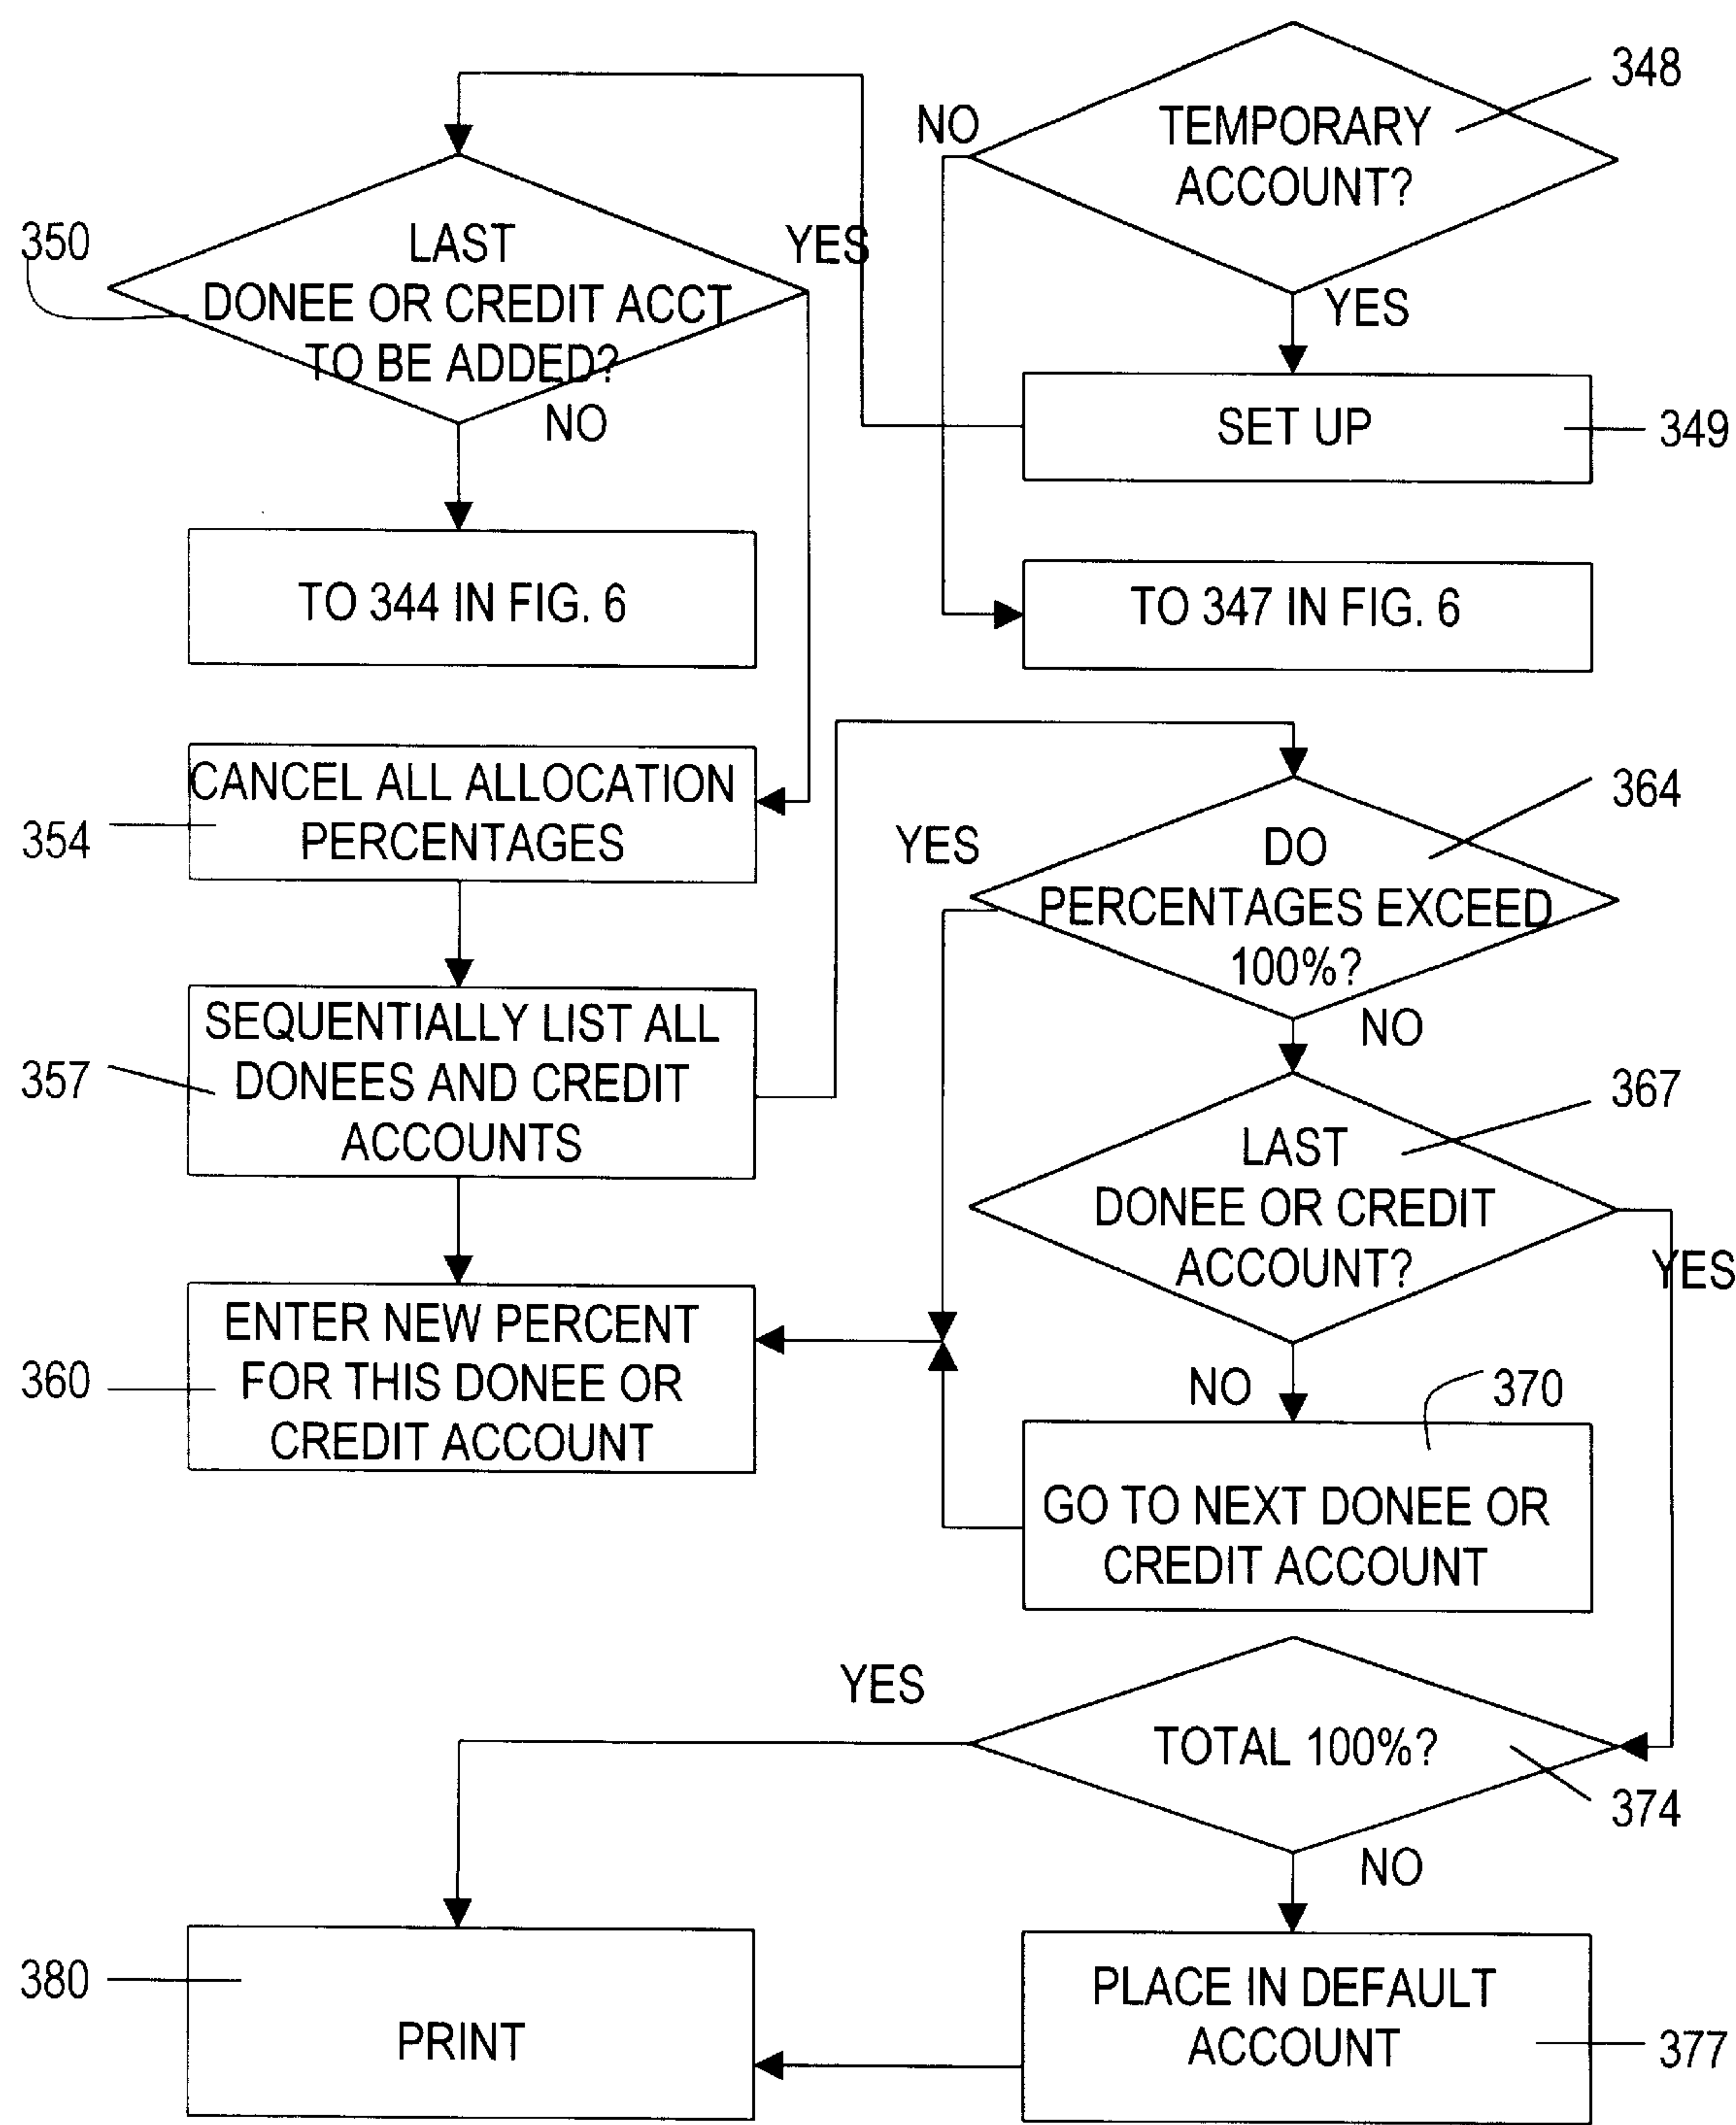 348
NO
TEMPORARY
ACCOUNT?
350
LAST
DONEE OR CREDIT ACCT
TO BE ADDED?
YES
YES
NO
SET UP
349
TO 344 IN FIG. 6
TO 347 IN FIG. 6
CANCEL ALL ALLOCATION
PERCENTAGES
354
364
YES
DO
PERCENTAGES EXCEED
100%?
NO
SEQUENTIALLY LIST ALL
DONEES AND CREDIT
ACCOUNTS
357
367
LAST
DONEE OR CREDIT
ACCOUNT?
YES
ENTER NEW PERCENT
FOR THIS DONEE OR
CREDIT ACCOUNT
360
NO
370
GO TO NEXT DONEE OR
CREDIT ACCOUNT
YES
TOTAL 100%?
374
NO
380
PRINT
PLACE IN DEFAULT
ACCOUNT
377